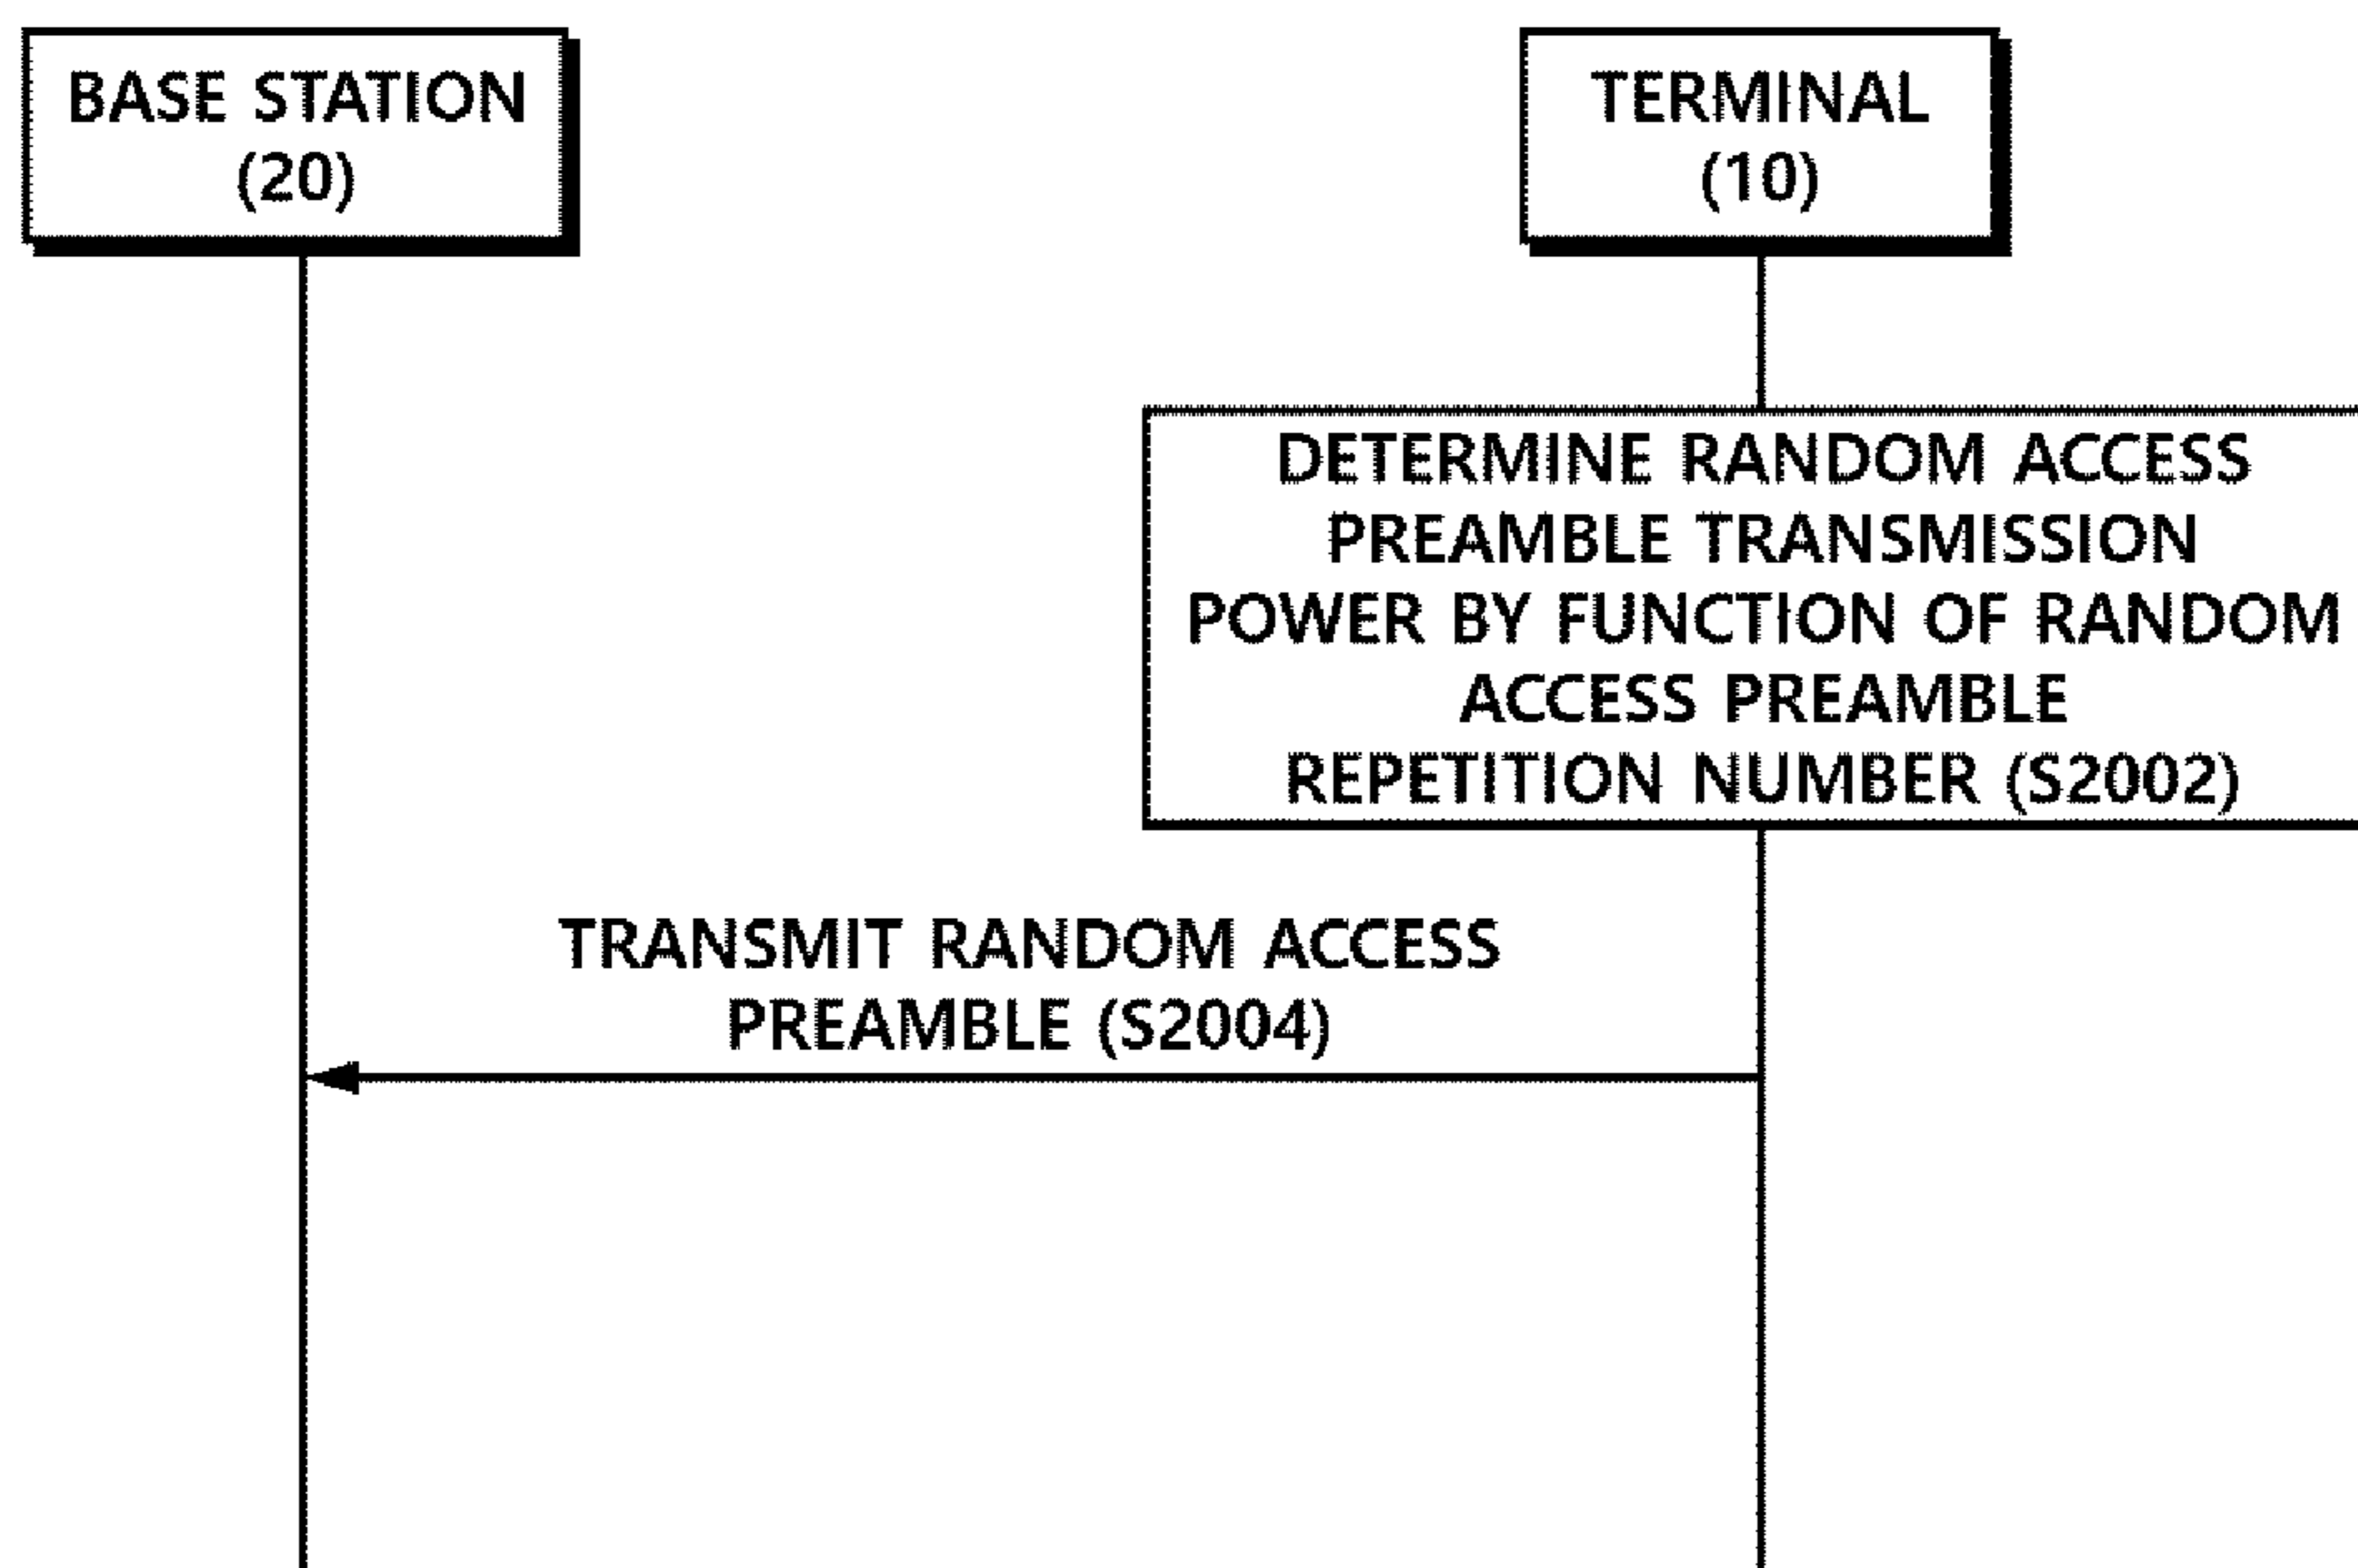 BASE STATION
(20)
TERMINAL
(10)
DETERMINE RANDOM ACCESS
PREAMBLE TRANSMISSION
POWER BY FUNCTION OF RANDOM
ACCESS PREAMBLE
REPETITION NUMBER (S2002)
TRANSMIT RANDOM ACCESS
PREAMBLE (S2004)